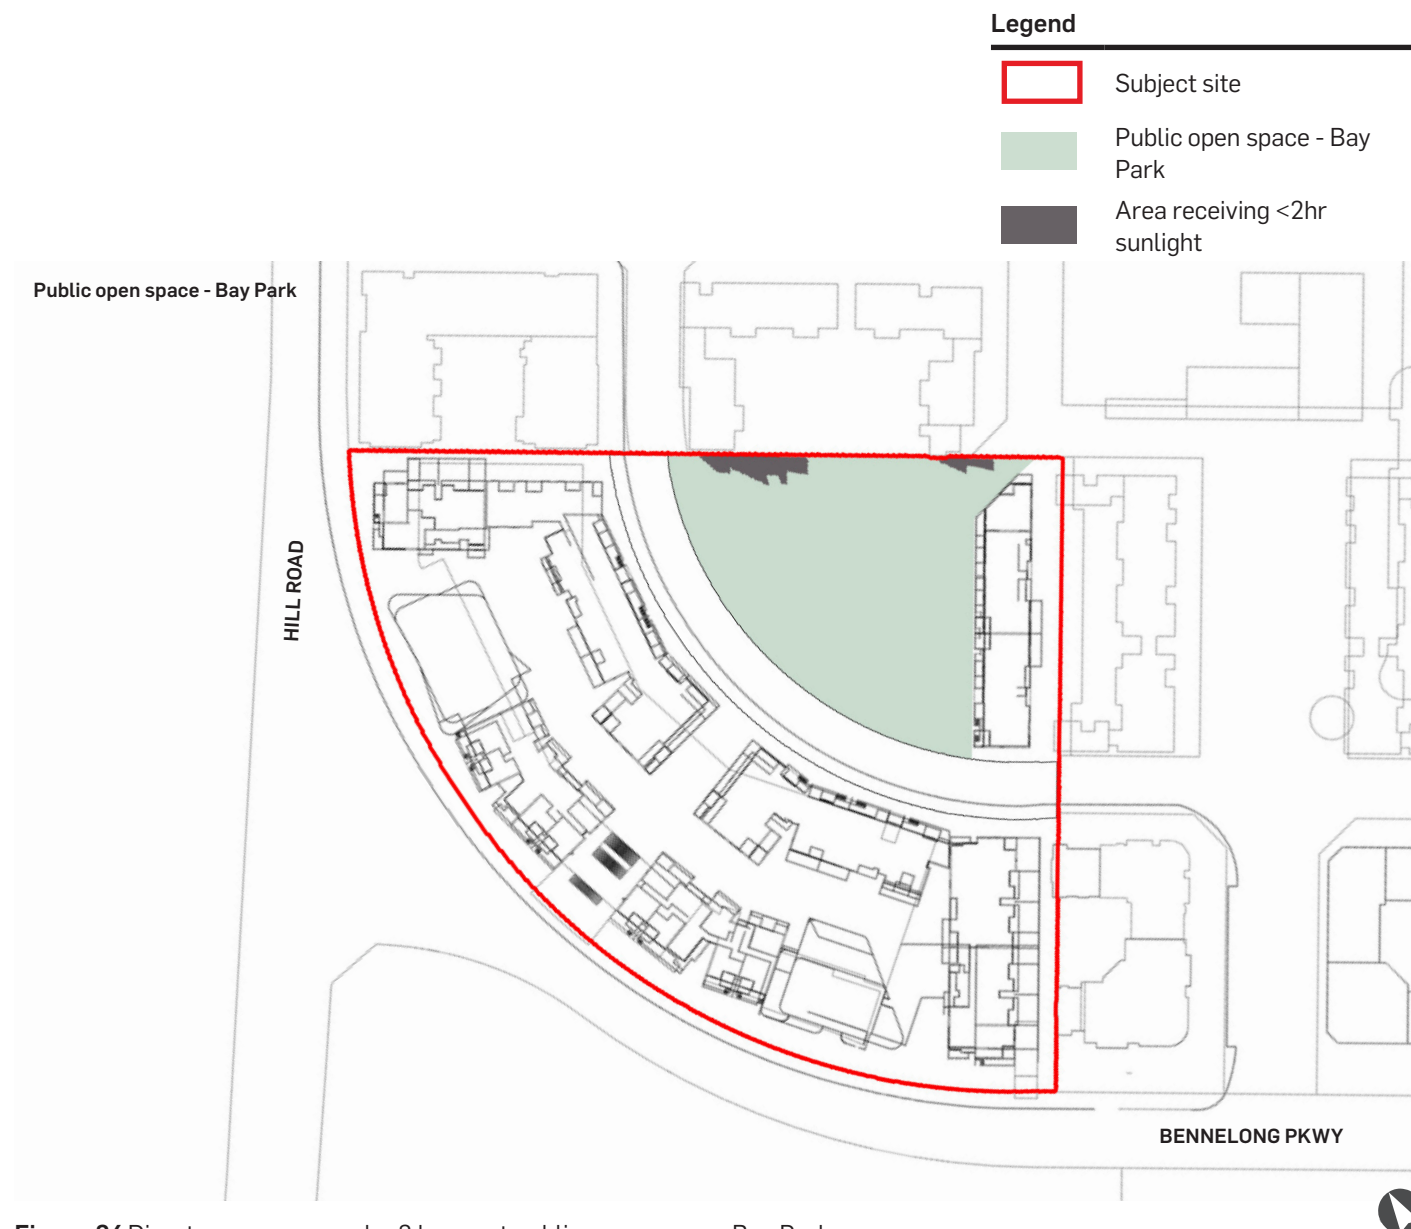 Legend
Subject site
Public open space - Bay
Park
Area receiving <2hr
sunlight
Public open space - Bay Park
HILL ROAD
BENNELONG PKWY